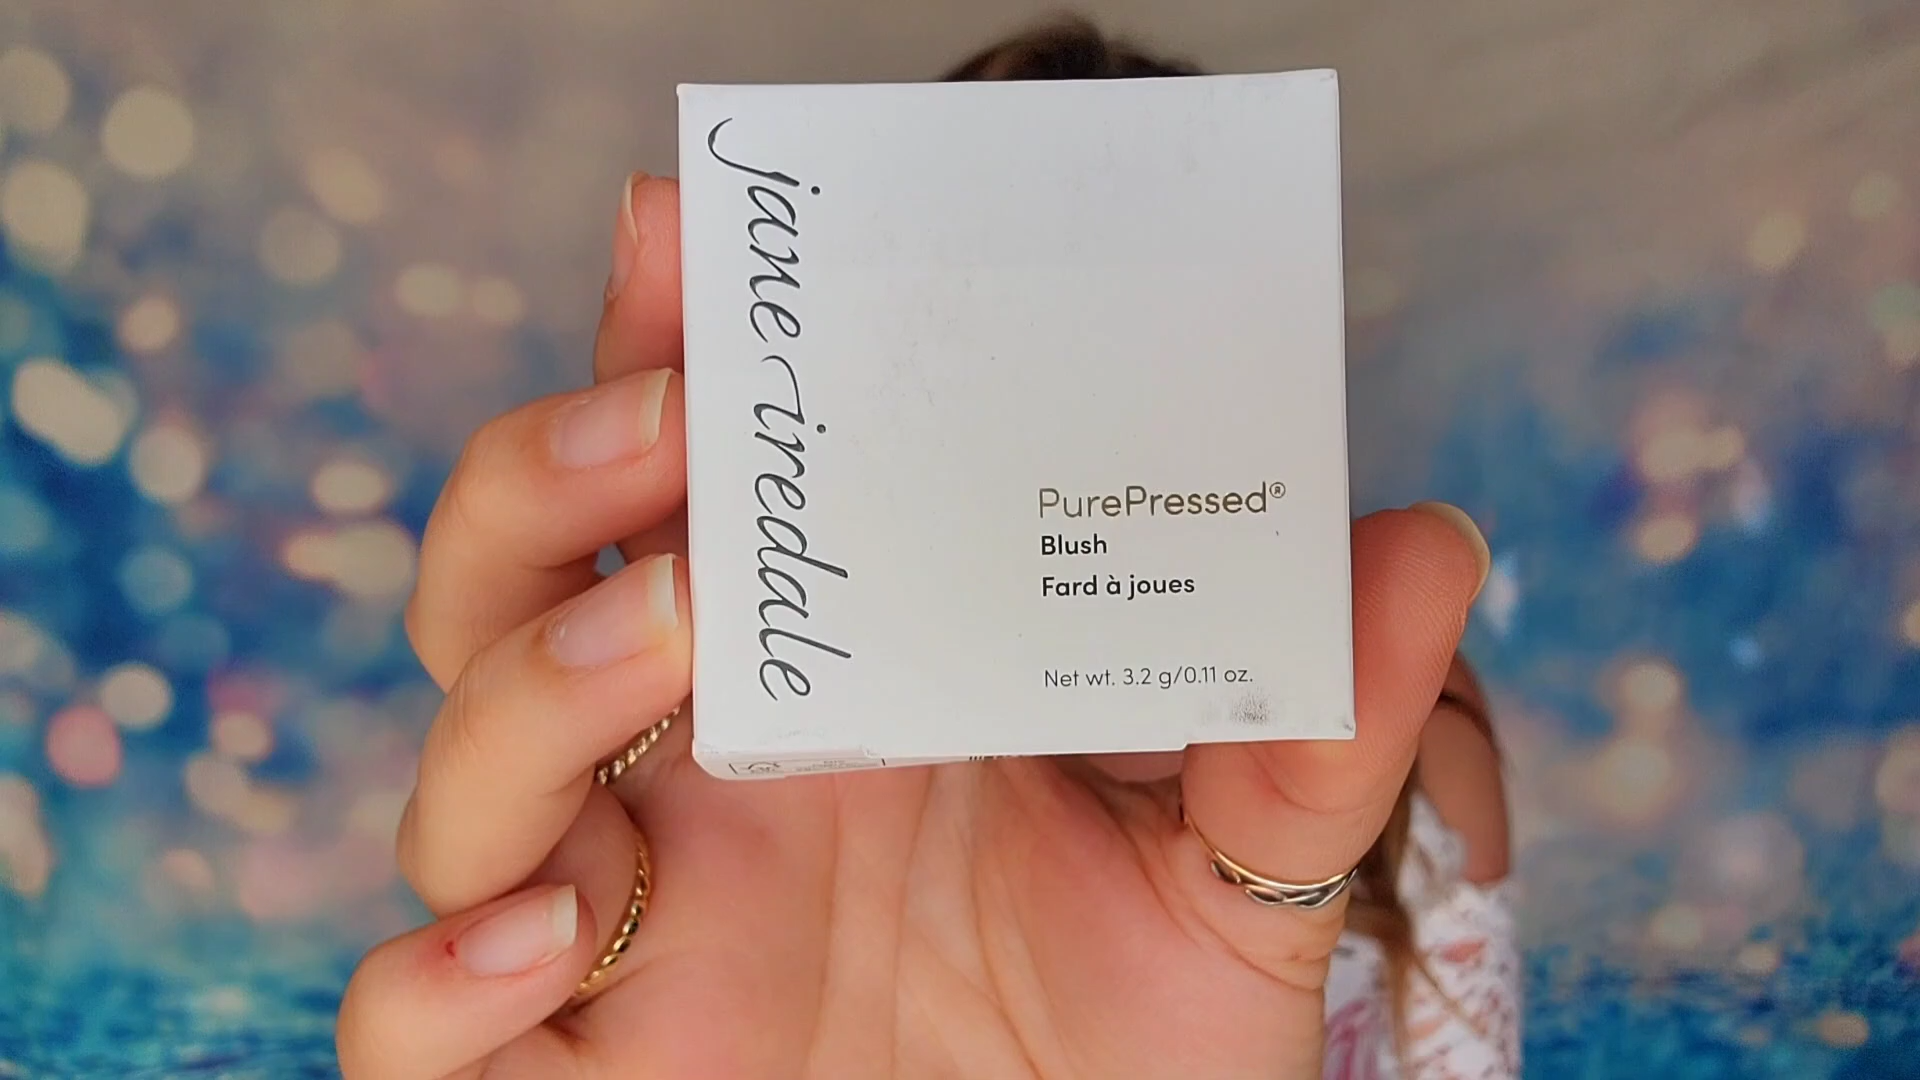 jane iredale
PurePressed®
Blush
Fard à joues
Net wt. 3.2 g/0.11 oz.